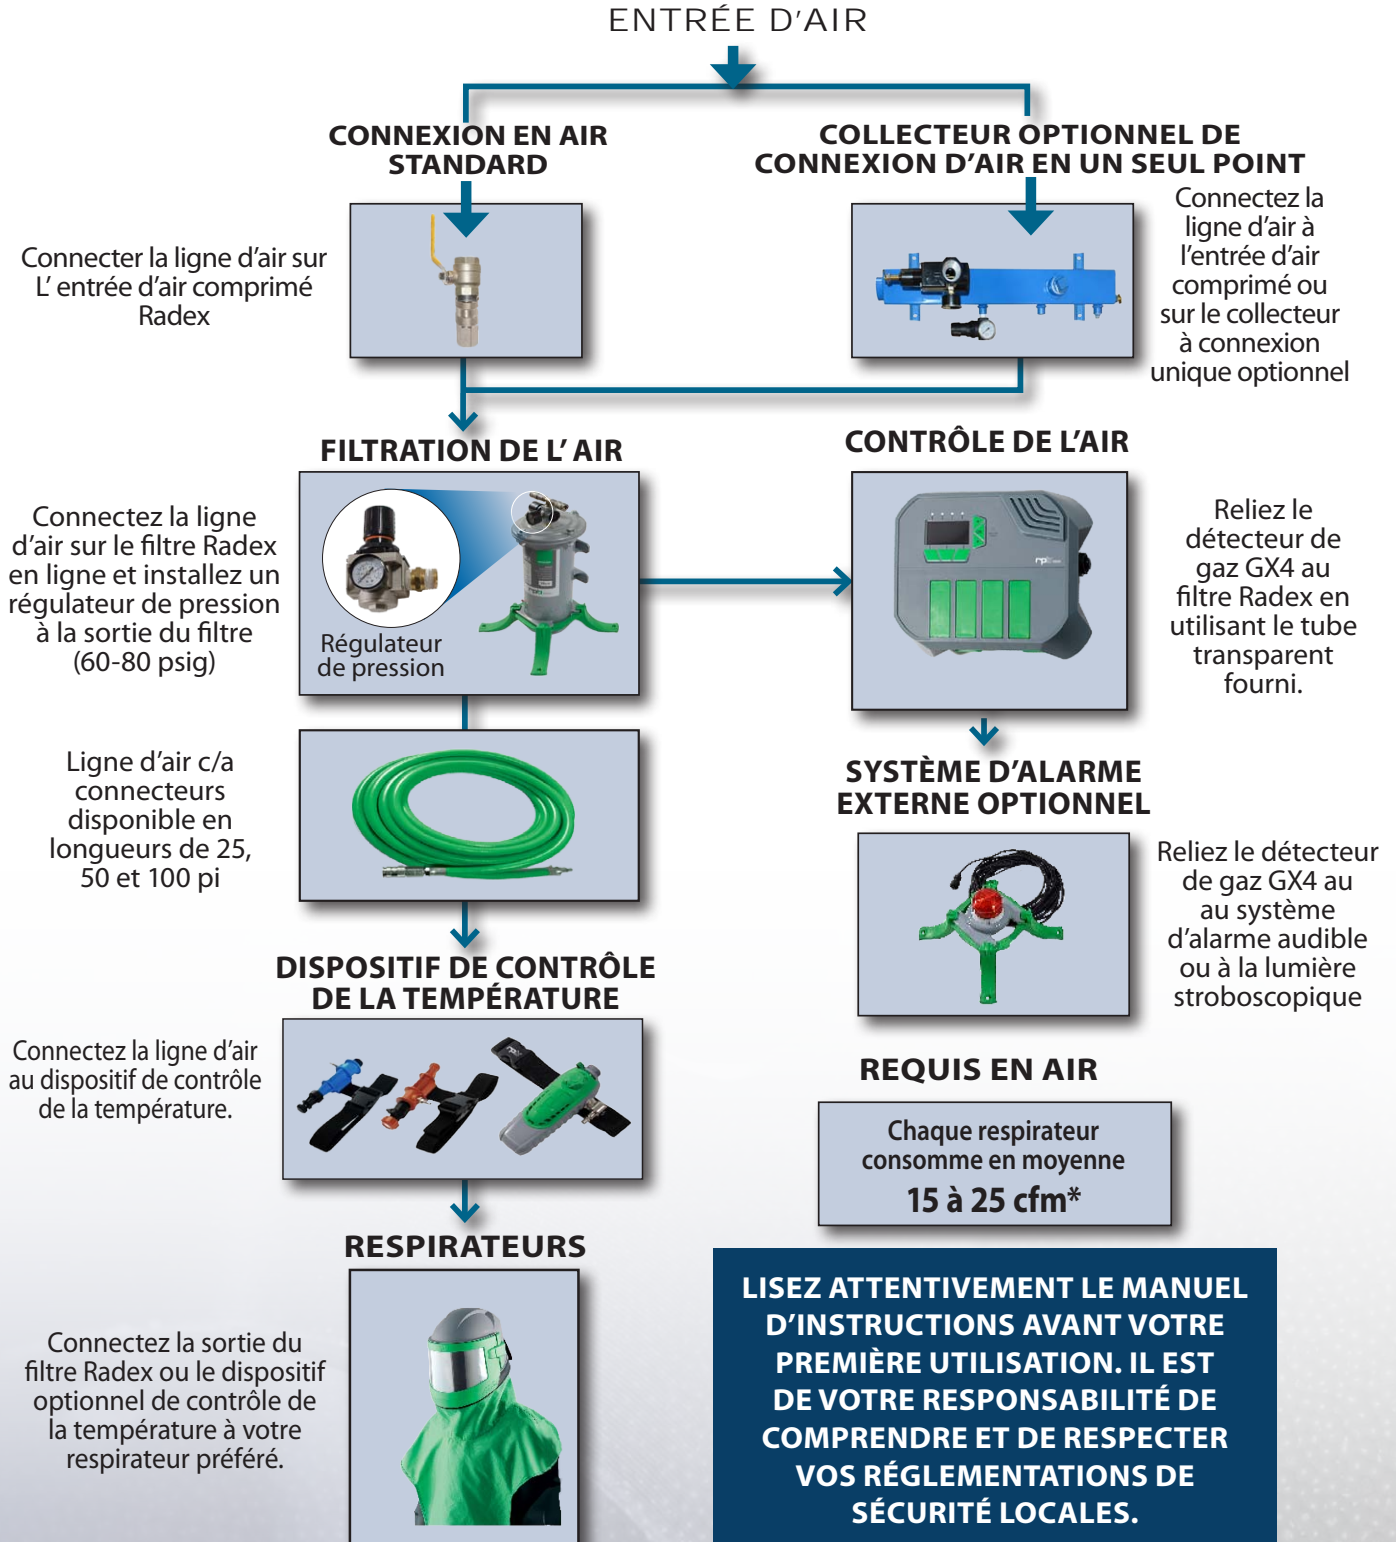 ENTRÉE D'AIR
CONNEXION EN AIR
STANDARD
Connecter la ligne d'air sur
L' entrée d'air comprimé
Radex
COLLECTEUR OPTIONNEL DE
CONNEXION D'AIR EN UN SEUL POINT
Connectez la
ligne d'air à
l'entrée d'air
comprimé ou
sur le collecteur
à connexion
unique optionnel
FILTRATION DE L' AIR
Connectez la ligne
d'air sur le filtre Radex
en ligne et installez un
régulateur de pression
à la sortie du filtre
(60-80 psig)
Régulateur
de pression
CONTRÔLE DE L'AIR
rpb
Reliez le
détecteur de
gaz GX4 au
filtre Radex en
utilisant le tube
transparent
fourni.
Ligne d'air c/a
connecteurs
disponible en
longueurs de 25,
50 et 100 pi
SYSTÈME D'ALARME
EXTERNE OPTIONNEL
Reliez le détecteur
de gaz GX4 au
au système
d'alarme audible
ou à la lumière
stroboscopique
DISPOSITIF DE CONTRÔLE
DE LA TEMPÉRATURE
Connectez la ligne d'air
au dispositif de contrôle
de la température.
REQUIS EN AIR
Chaque respirateur
consomme en moyenne
15 à 25 cfm*
RESPIRATEURS
Connectez la sortie du
filtre Radex ou le dispositif
optionnel de contrôle de
la température à votre
respirateur préféré.
LISEZ ATTENTIVEMENT LE MANUEL
D'INSTRUCTIONS AVANT VOTRE
PREMIÈRE UTILISATION. IL EST
DE VOTRE RESPONSABILITÉ DE
COMPRENDRE ET DE RESPECTER
VOS RÉGLEMENTATIONS DE
SÉCURITÉ LOCALES.